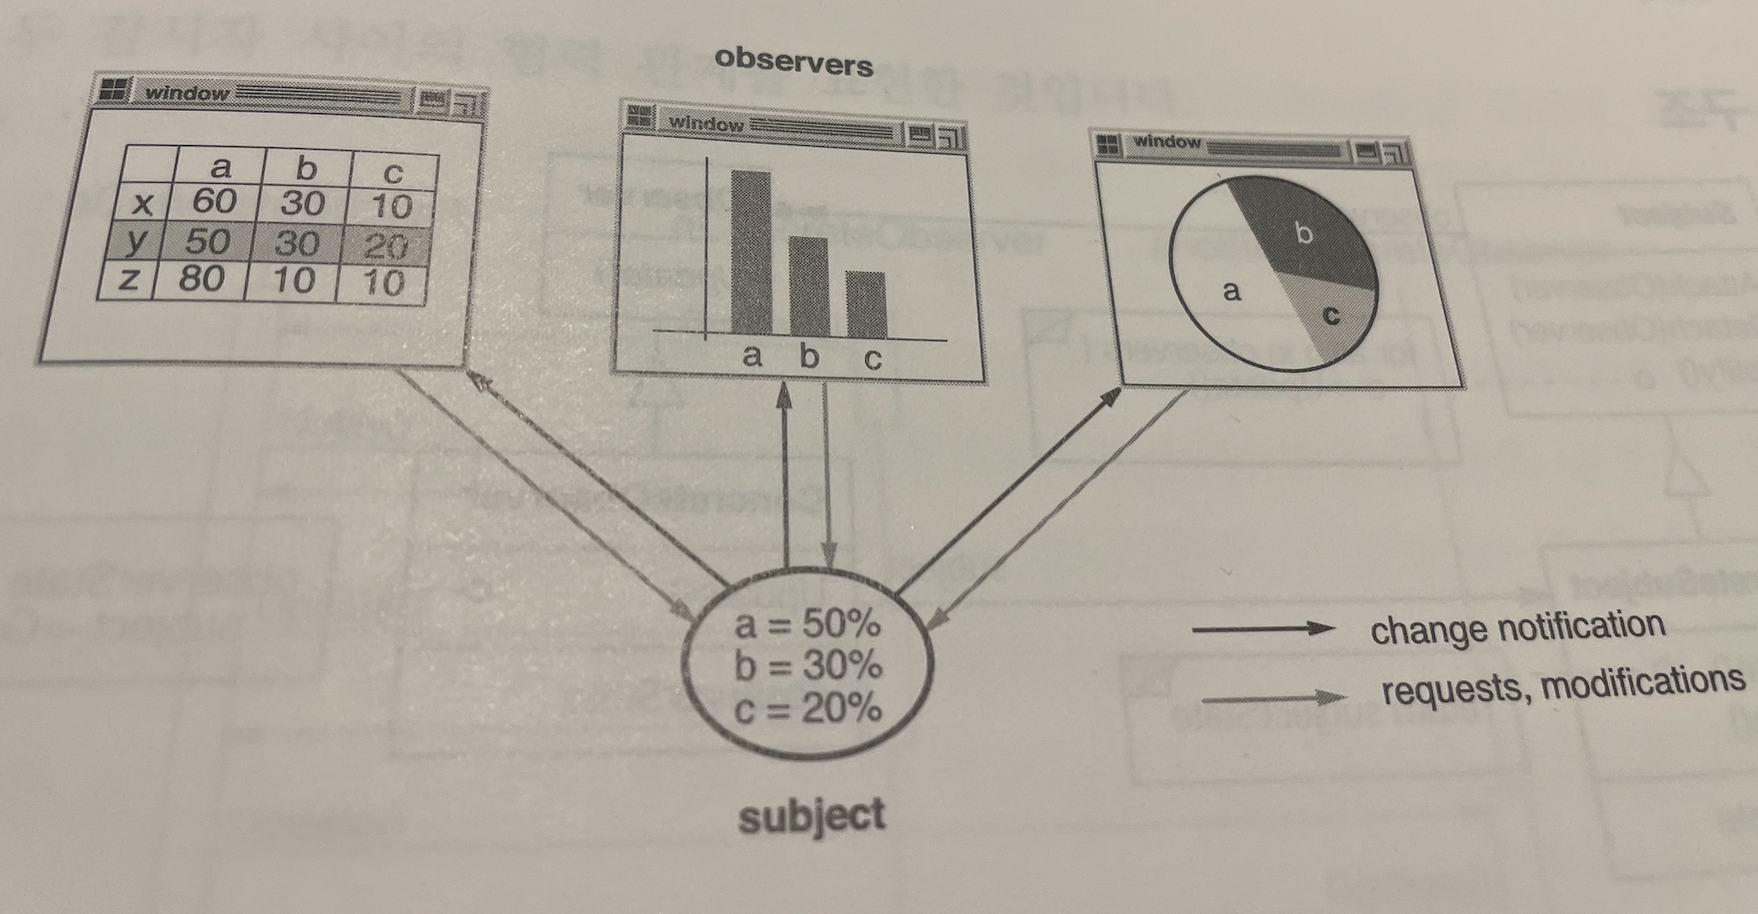 observers
window
a b c
x 60 30 10
y 50 30 20
z 80 10 10
window
a b c
window
b
a
c
a = 50%
b = 30%
c = 20%
subject
change notification
requests, modifications